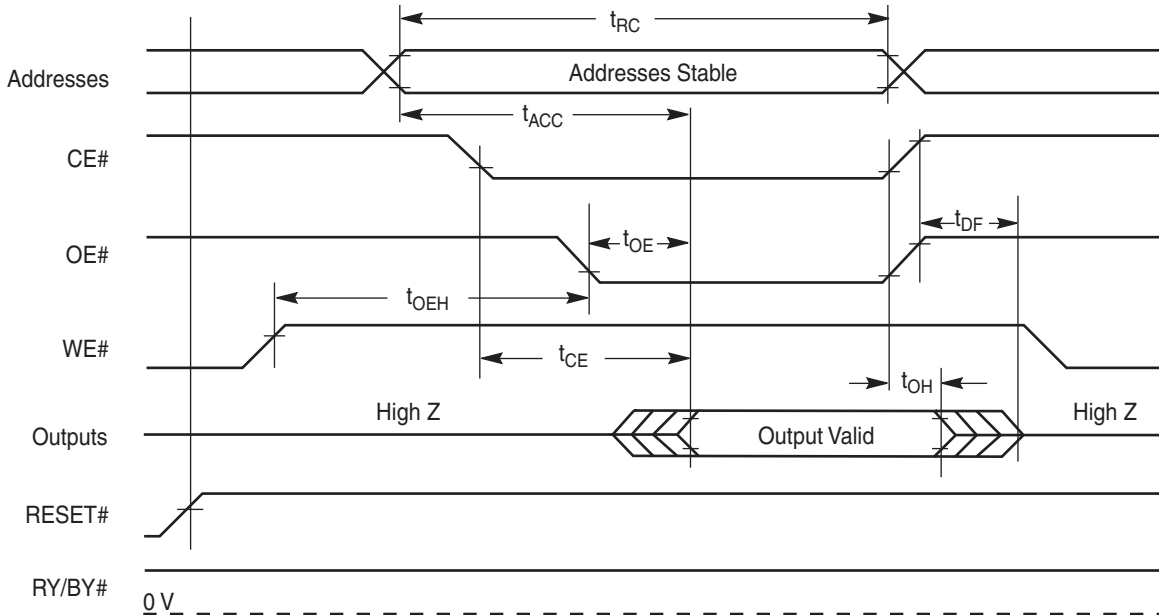 tRC
Addresses
Addresses Stable
tACC
CE#
tDF
OE#
tOE
tOEH
WE#
tCE
tOH
High Z
High Z
Outputs
Output Valid
RESET#
RY/BY#
0 V